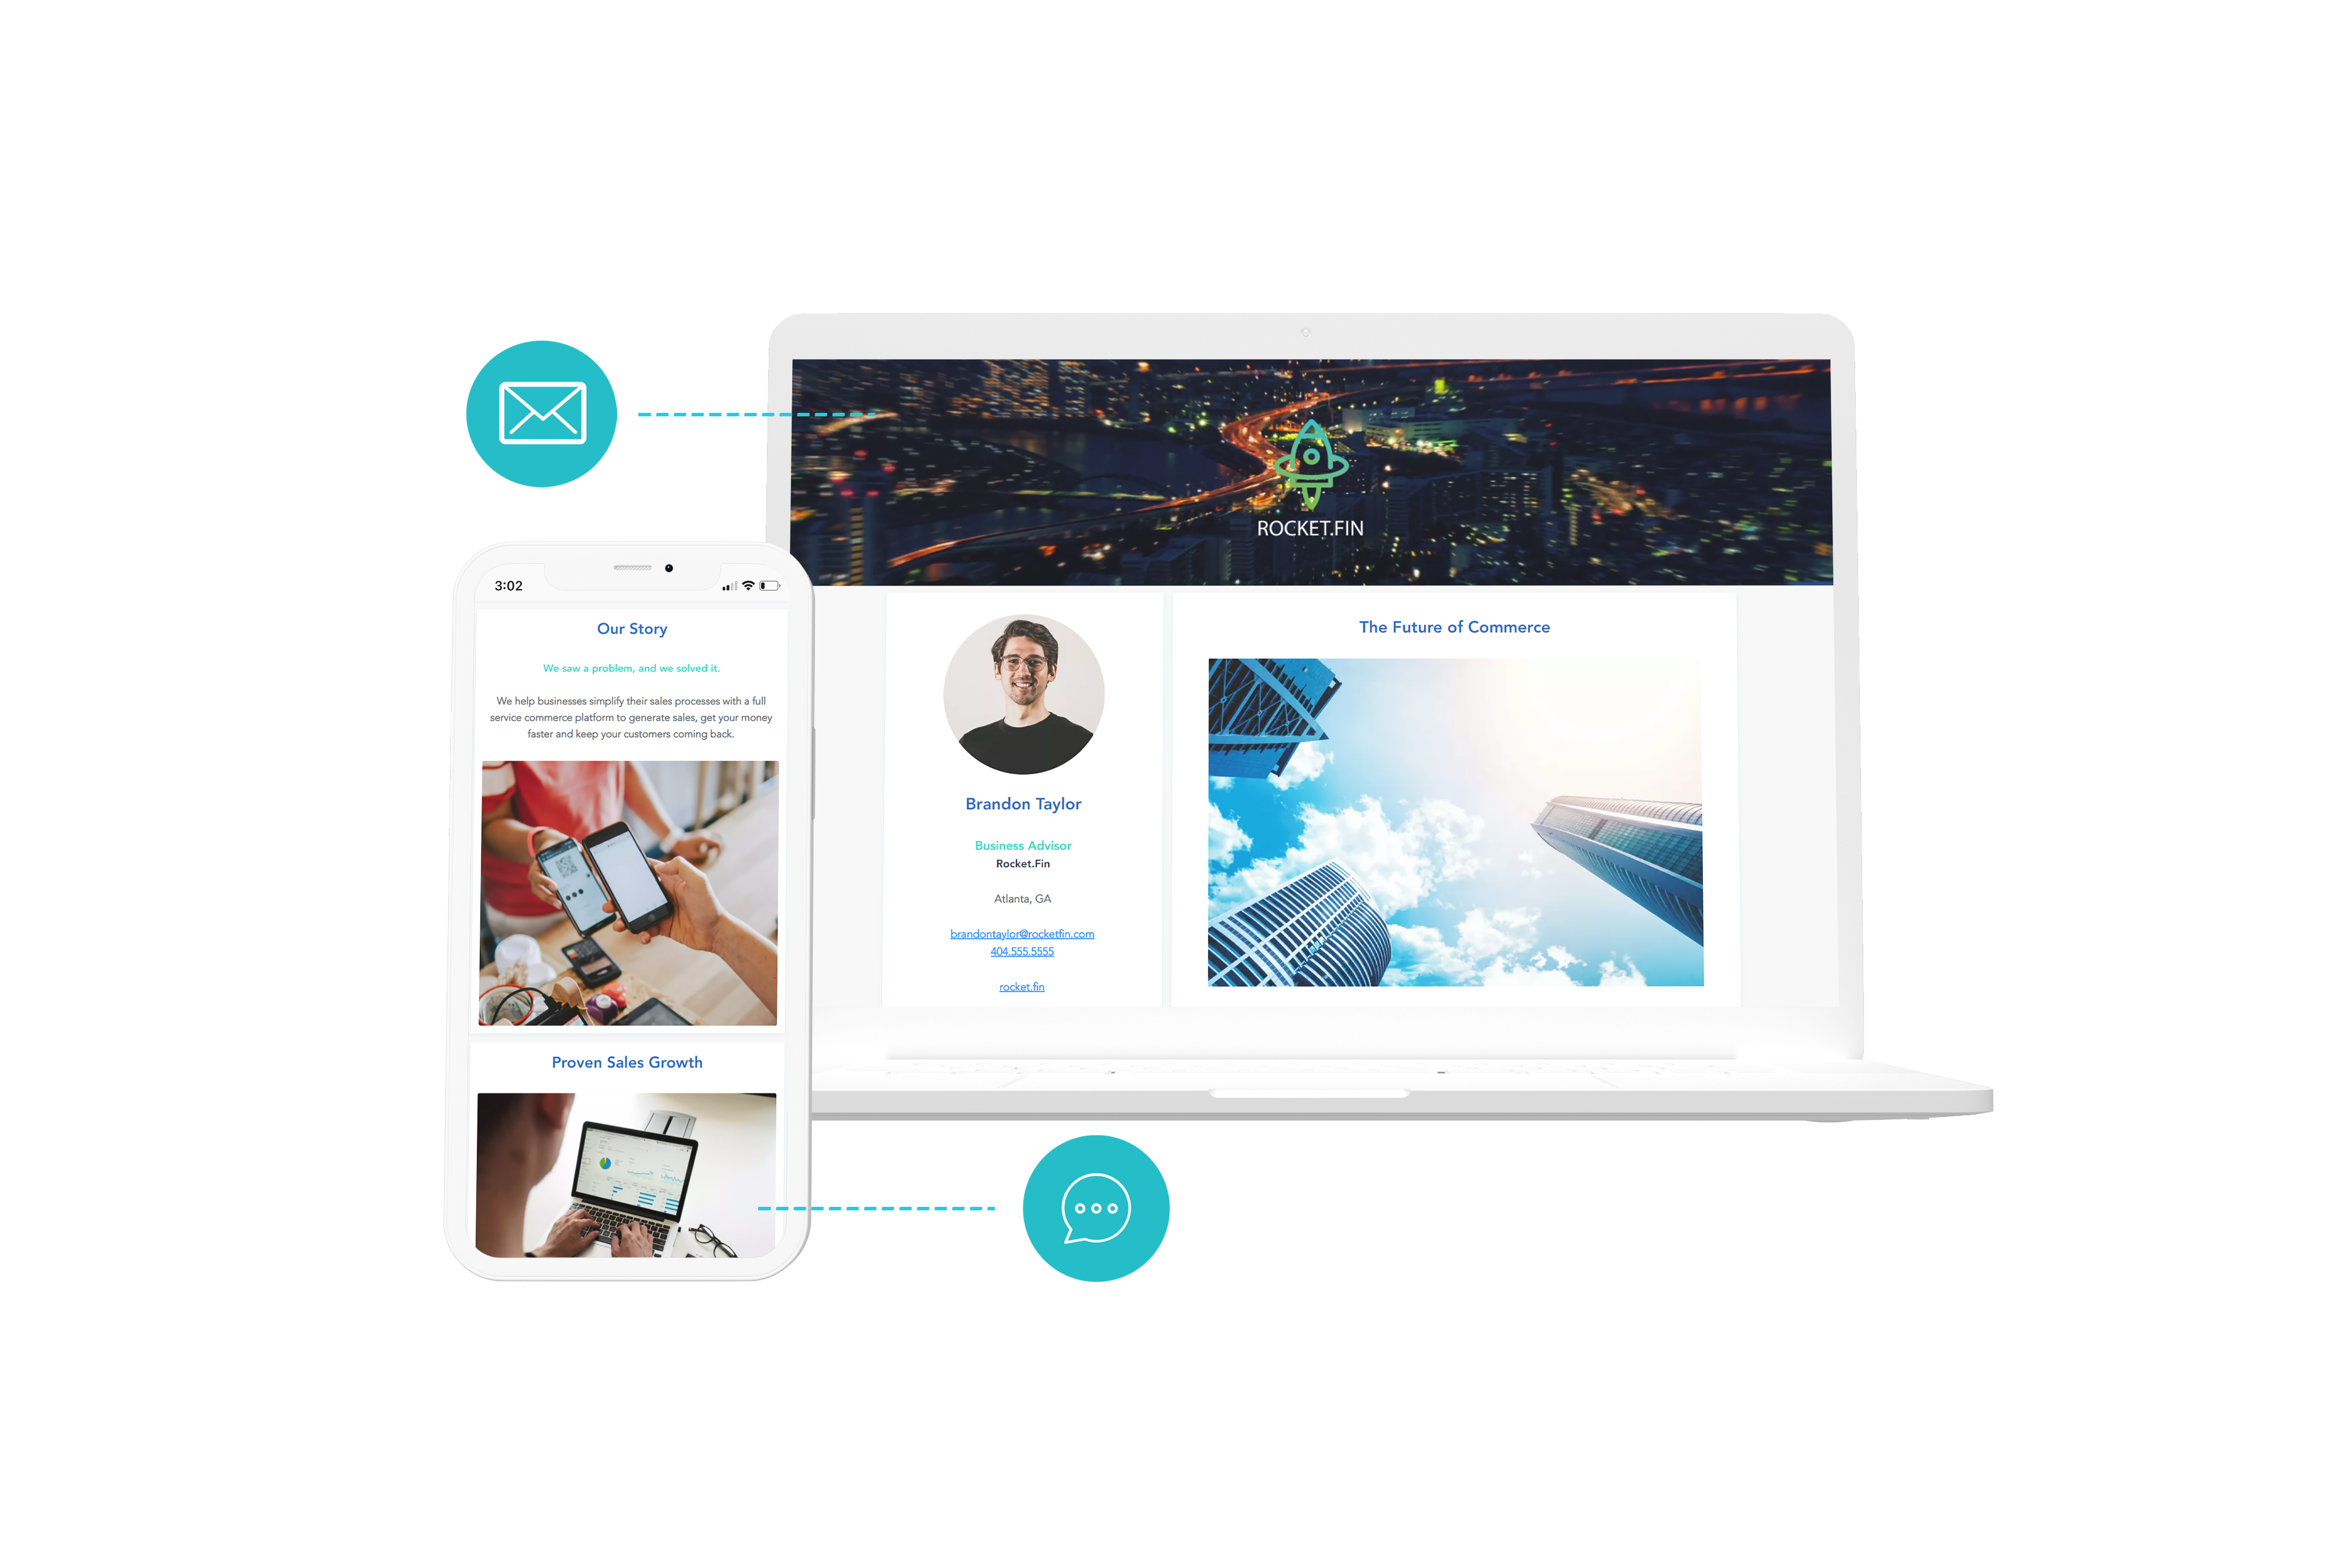 ROCKET.FIN
3:02
Our Story
We saw a problem, and we solved it.
We help businesses simplify their sales processes with a full
service commerce platform to generate sales, get your money
faster and keep your customers coming back.
Proven Sales Growth
Brandon Taylor
Business Advisor
Rocket.Fin
Atlanta, GA
brandontaylor@rocketfin.com
404.555.5555
rocket.fin
The Future of Commerce